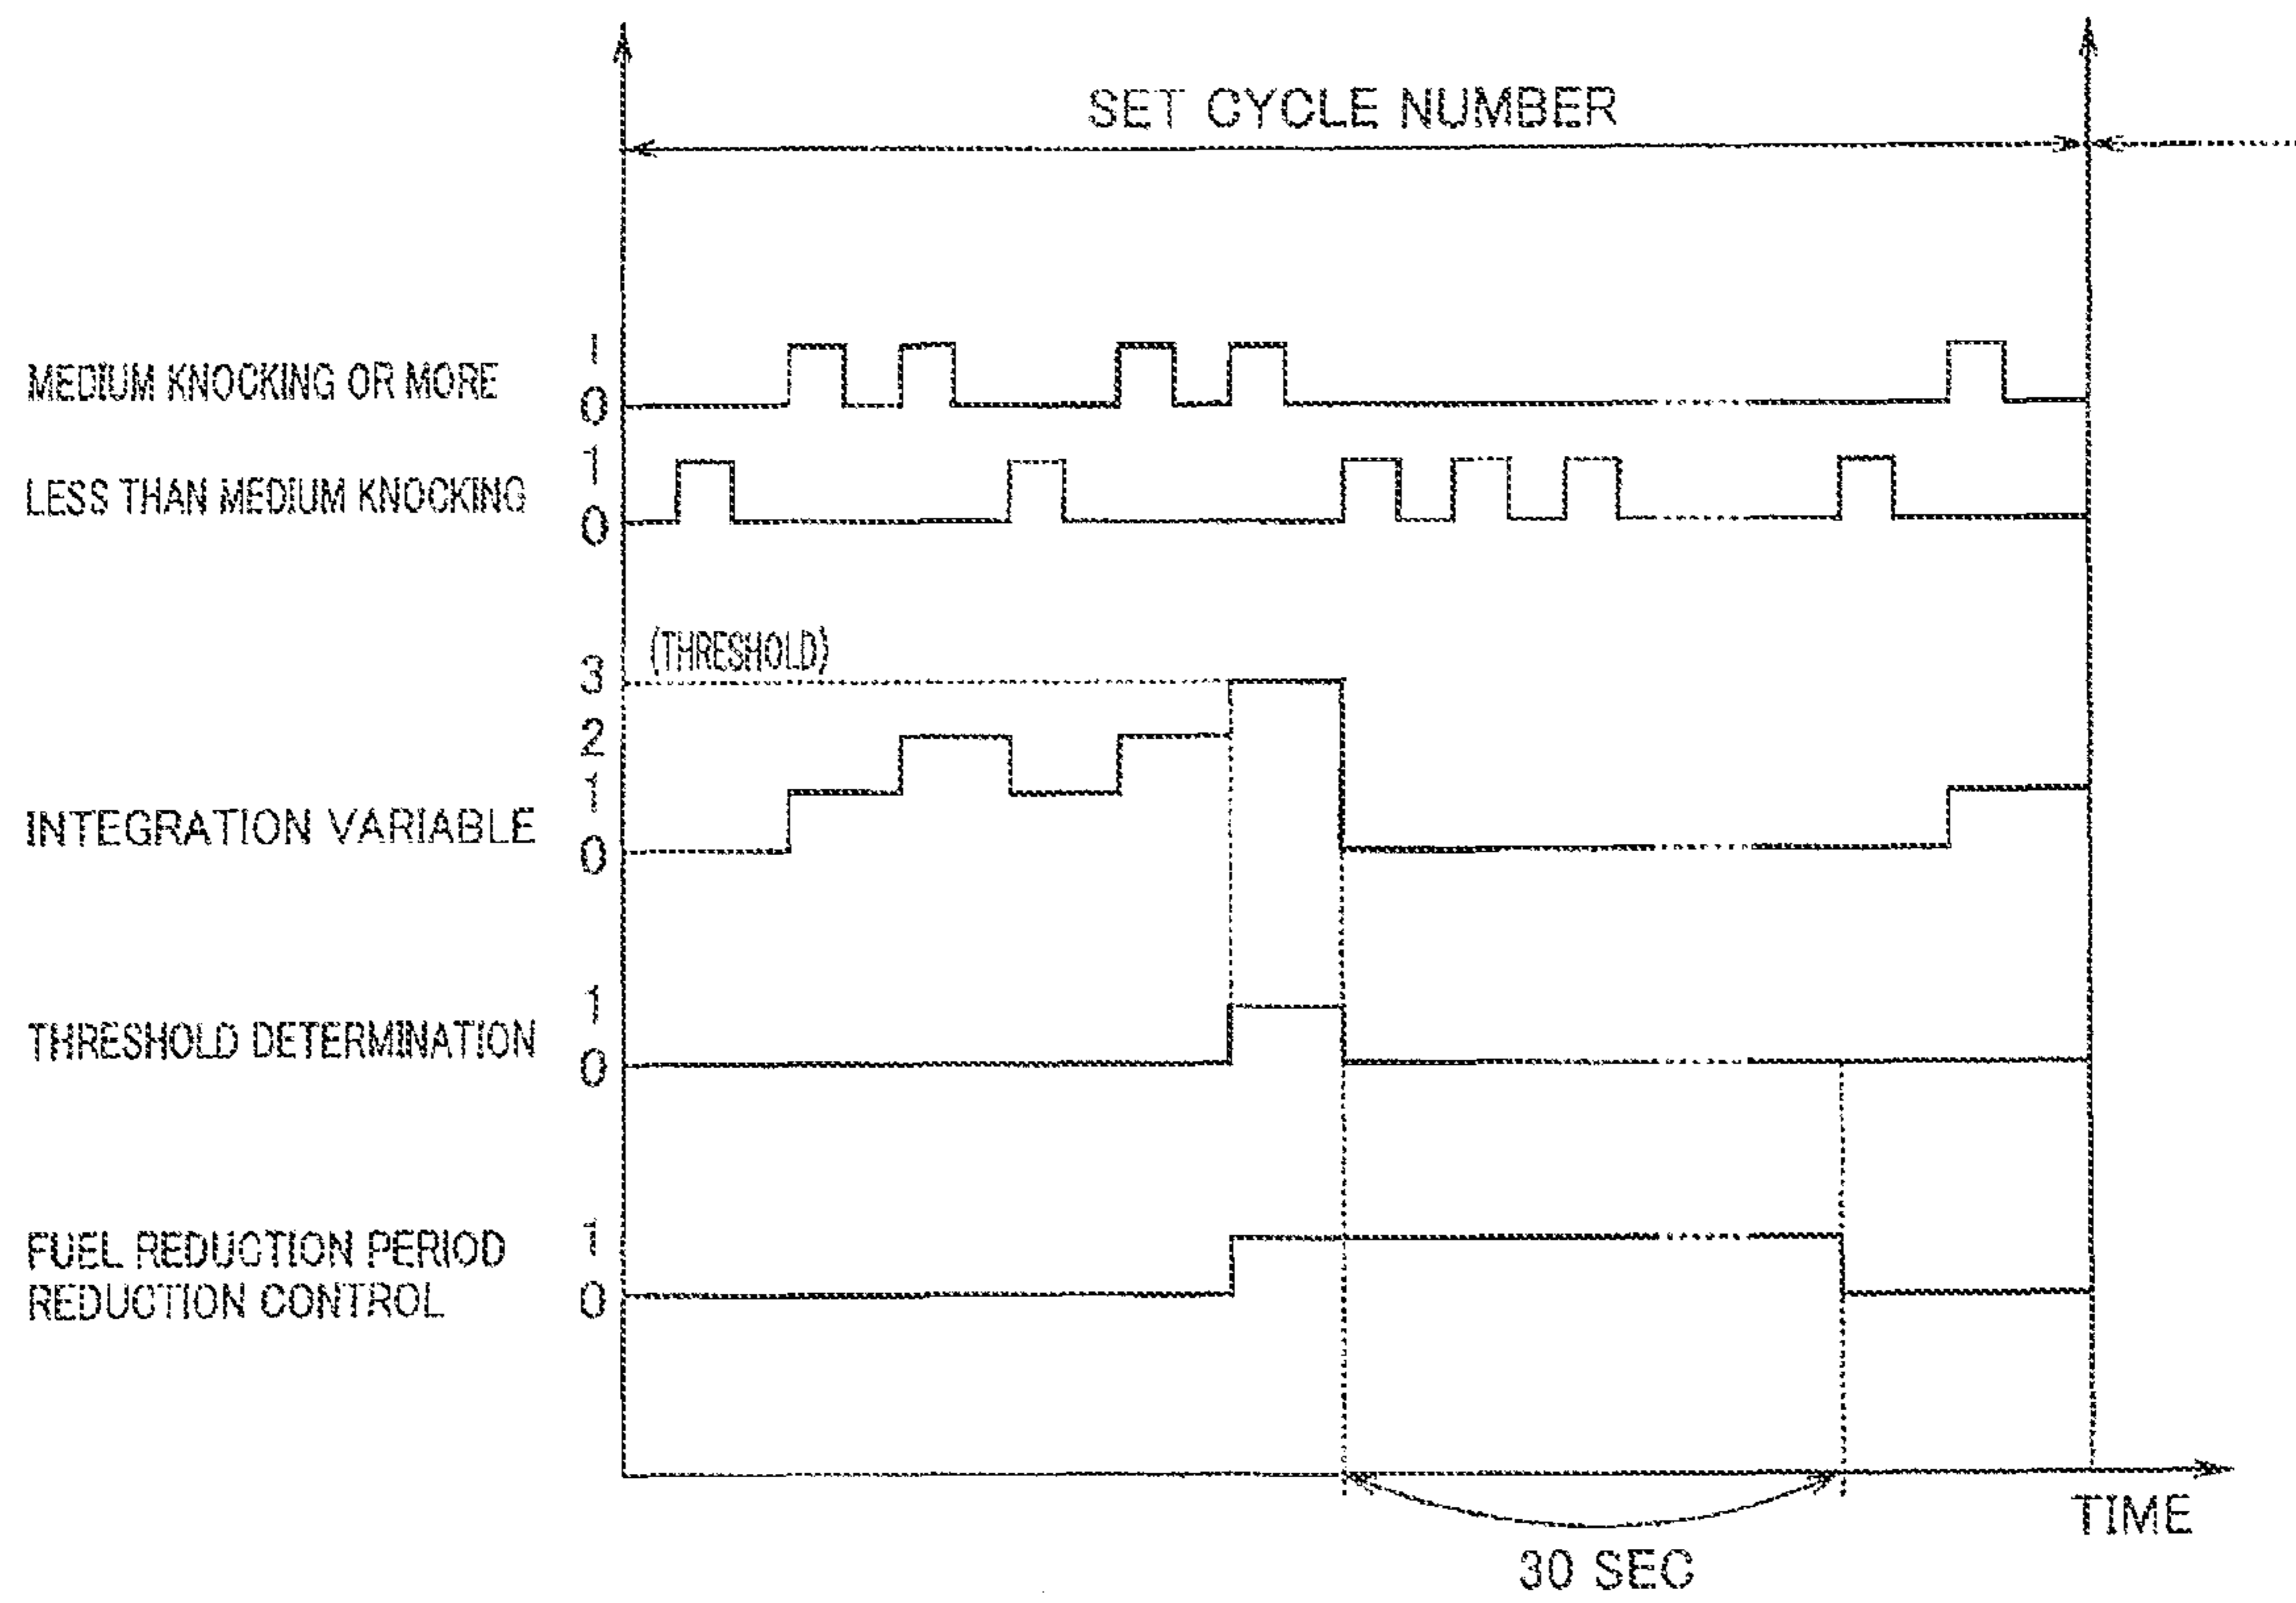 SET CYCLE NUMBER
MEDIUM KNOCKING OR MORE
1
0
LESS THAN MEDIUM KNOCKING
1
0
(THRESHOLD)
3
2
1
INTEGRATION VARIABLE
0
1
THRESHOLD DETERMINATION
0
FUEL REDUCTION PERIOD
REDUCTION CONTROL
1
0
TIME
30 SEC